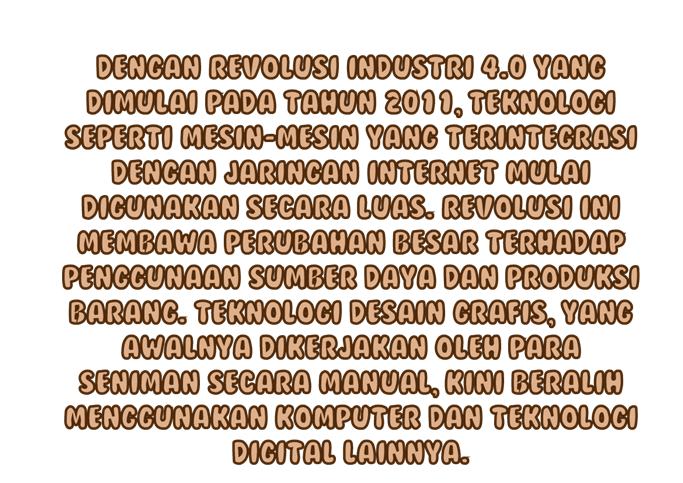 DENGAN REVOLUSI INDUSTRI 4.0 YANG
DIMULAI PADA TAHUN 2011, TEKNOLOGI
SEPERTI MESIN-MESIN YANG TERINTEGRASI
DENGAN JARINGAN INTERNET MULAI
DIGUNAKAN SECARA LUAS. REVOLUSI INI
MEMBAWA PERUBAHAN BESAR TERHADAP
PENGGUNAAN SUMBER DAYA DAN PRODUKSI
BARANG. TEKNOLOGI DESAIN GRAFIS, YANG
AWALNYA DIKERJAKAN OLEH PARA
SENIMAN SECARA MANUAL, KINI BERALIH
MENGGUNAKAN KOMPUTER DAN TEKNOLOGI
DIGITAL LAINNYA.